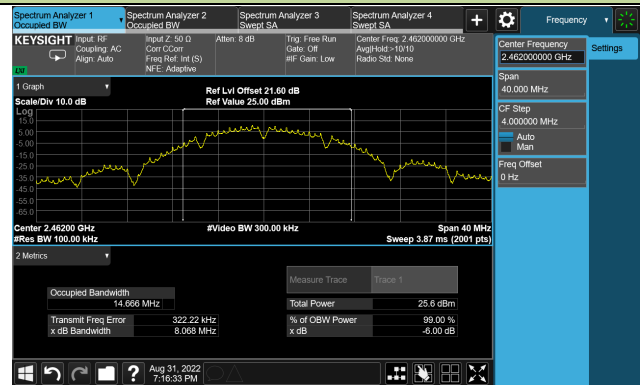 Spectrum Analyzer 1
Occupied BW
Spectrum Analyzer 2
Occupied BW
Spectrum Analyzer 3
Swept SA
Spectrum Analyzer 4
Swept SA
+
Frequency
KEYSIGHT
Input: RF
Coupling: AC
Align: Auto
Input Z: 50 Ω
Corr CCorr
Freq Ref: Int (S)
NFE: Adaptive
Atten: 8 dB
Trig: Free Run
Gate: Off
#IF Gain: Low
Center Freq: 2.462000000 GHz
Avg|Hold:>10/10
Radio Std: None
LXI
Center Frequency
2.462000000 GHz
Settings
Span
40.000 MHz
CF Step
4.000000 MHz
Auto
Man
Freq Offset
0 Hz
1 Graph
Scale/Div 10.0 dB
Ref Lvl Offset 21.60 dB
Ref Value 25.00 dBm
Log
15.0
5.00
-5.00
-15.0
-25.0
-35.0
-45.0
-55.0
-65.0
Center 2.46200 GHz
#Res BW 100.00 kHz
#Video BW 300.00 kHz
Span 40 MHz
Sweep 3.87 ms (2001 pts)
2 Metrics
Measure Trace
Trace 1
Occupied Bandwidth
14.666 MHz
Total Power
25.6 dBm
Transmit Freq Error
322.22 kHz
% of OBW Power
99.00 %
x dB Bandwidth
8.068 MHz
x dB
-6.00 dB
?
Aug 31, 2022
7:16:33 PM